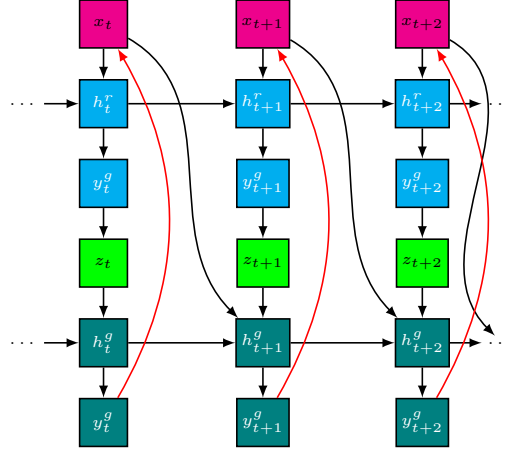 $x_t$ $x_{t+1}$ $x_{t+2}$
… $h^r_t$ $h^r_{t+1}$ $h^r_{t+2}$ …
$y^g_t$ $y^g_{t+1}$ $y^g_{t+2}$
$z_t$ $z_{t+1}$ $z_{t+2}$
… $h^g_t$ $h^g_{t+1}$ $h^g_{t+2}$ …
$y^g_t$ $y^g_{t+1}$ $y^g_{t+2}$